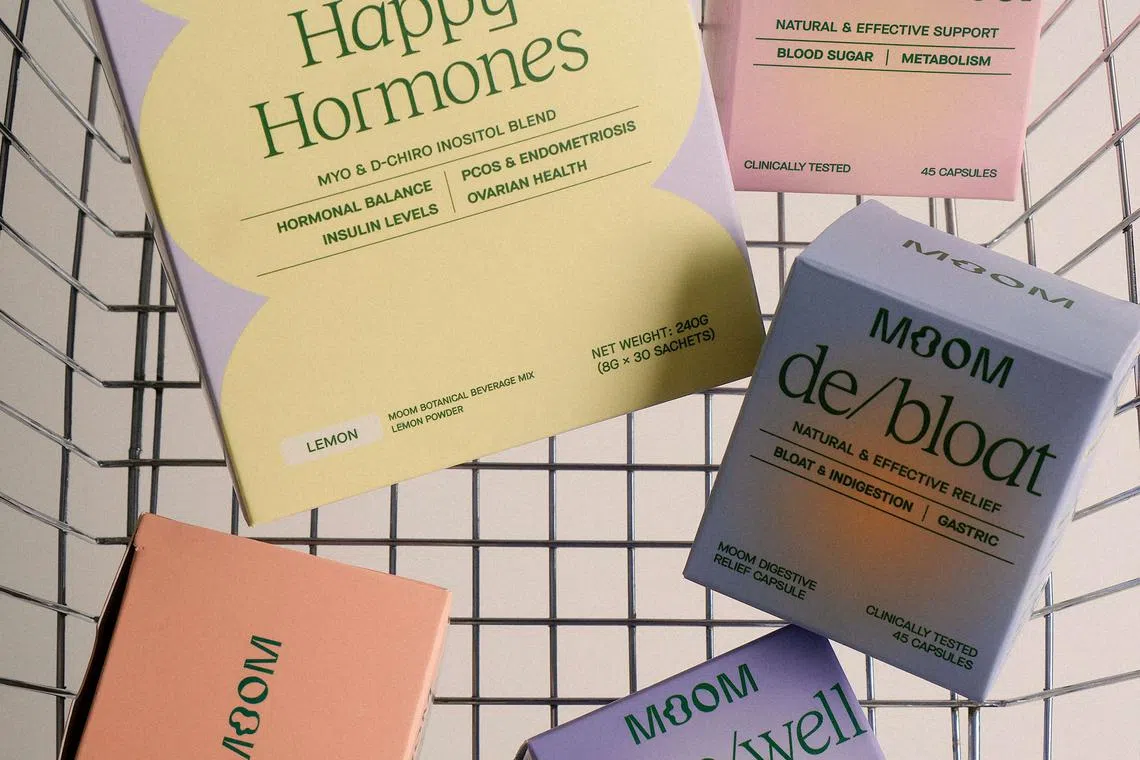 Happy
Hormones
MYO & D-CHIRO INOSITOL BLEND
HORMONAL BALANCE | PCOS & ENDOMETRIOSIS
INSULIN LEVELS | OVARIAN HEALTH
NET WEIGHT: 240G
(8G × 30 SACHETS)
LEMON
MOOM BOTANICAL BEVERAGE MIX
LEMON POWDER
NATURAL & EFFECTIVE SUPPORT
BLOOD SUGAR | METABOLISM
CLINICALLY TESTED
45 CAPSULES
MOOM
MOOM
de/bloat
NATURAL & EFFECTIVE RELIEF
BLOAT & INDIGESTION | GASTRIC
MOOM DIGESTIVE
RELIEF CAPSULE
CLINICALLY TESTED
45 CAPSULES
MOOM
MOOM
/well